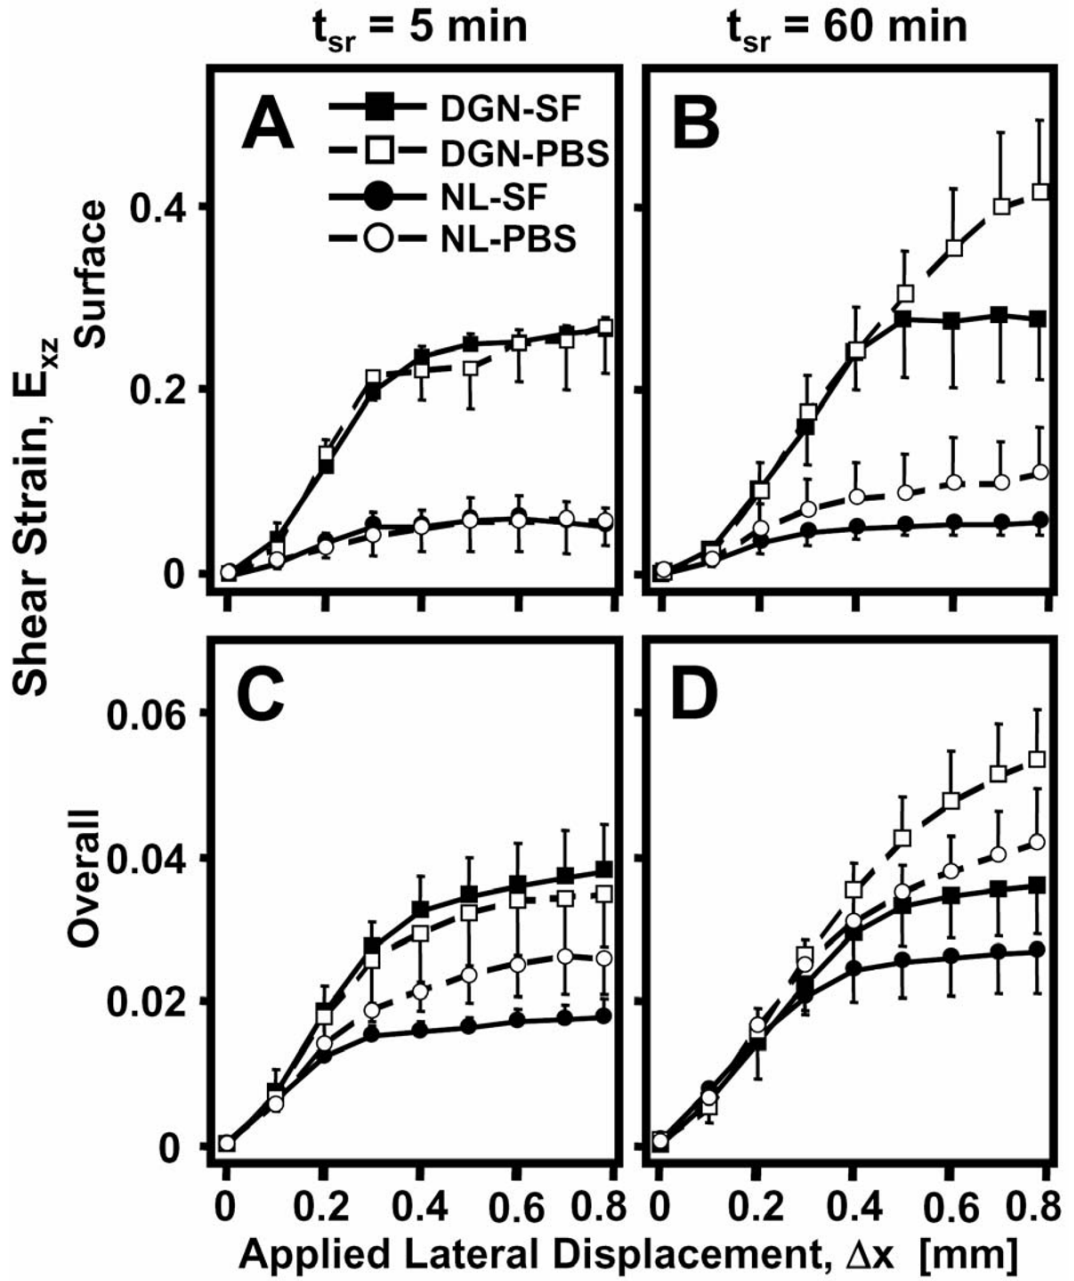 t_sr = 5 min
t_sr = 60 min
A
DGN-SF
DGN-PBS
NL-SF
NL-PBS
B
Surface
0.4
0.2
0
Shear Strain, E_xz
C
D
Overall
0.06
0.04
0.02
0
0 0.2 0.4 0.6 0.8
0 0.2 0.4 0.6 0.8
Applied Lateral Displacement, Δx [mm]